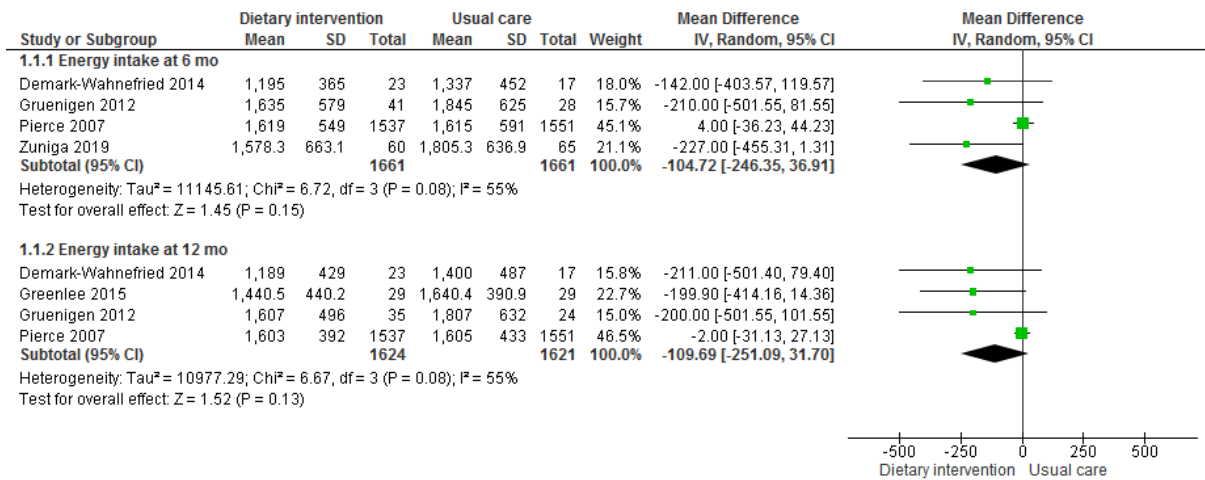 Dietary intervention Usual care Mean Difference Mean Difference
Study or Subgroup Mean SD Total Mean SD Total Weight IV, Random, 95% CI IV, Random, 95% CI
1.1.1 Energy intake at 6 mo
Demark-Wahnefried 2014 1,195 365 23 1,337 452 17 18.0% -142.00 [-403.57, 119.57]
Gruenigen 2012 1,635 579 41 1,845 625 28 15.7% -210.00 [-501.55, 81.55]
Pierce 2007 1,619 549 1537 1,615 591 1551 45.1% 4.00 [-36.23, 44.23]
Zuniga 2019 1,578.3 663.1 60 1,805.3 636.9 65 21.1% -227.00 [-455.31, 1.31]
Subtotal (95% CI) 1661 1661 100.0% -104.72 [-246.35, 36.91]
Heterogeneity: Tau² = 11145.61; Chi² = 6.72, df = 3 (P = 0.08); I² = 55%
Test for overall effect: Z = 1.45 (P = 0.15)
1.1.2 Energy intake at 12 mo
Demark-Wahnefried 2014 1,189 429 23 1,400 487 17 15.8% -211.00 [-501.40, 79.40]
Greenlee 2015 1,440.5 440.2 29 1,640.4 390.9 29 22.7% -199.90 [-414.16, 14.36]
Gruenigen 2012 1,607 496 35 1,807 632 24 15.0% -200.00 [-501.55, 101.55]
Pierce 2007 1,603 392 1537 1,605 433 1551 46.5% -2.00 [-31.13, 27.13]
Subtotal (95% CI) 1624 1621 100.0% -109.69 [-251.09, 31.70]
Heterogeneity: Tau² = 10977.29; Chi² = 6.67, df = 3 (P = 0.08); I² = 55%
Test for overall effect: Z = 1.52 (P = 0.13)
-500 -250 0 250 500
Dietary intervention Usual care